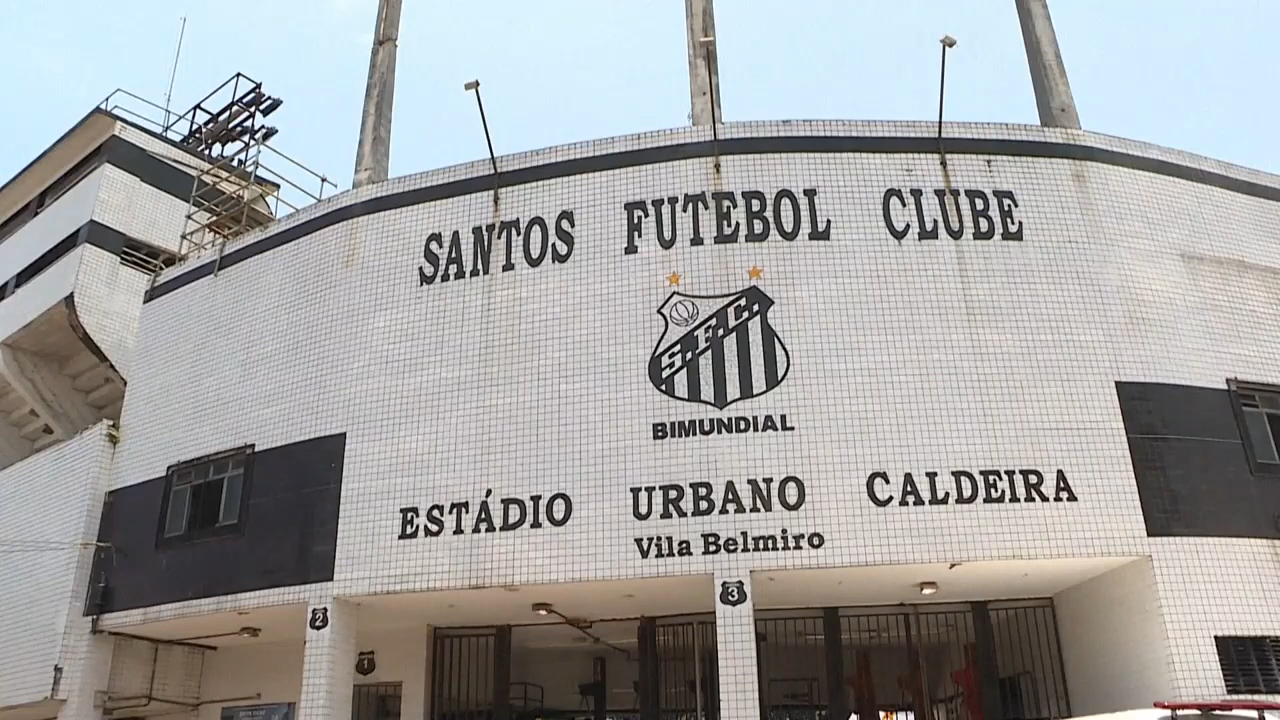 SANTOS FUTEBOL CLUBE
S.F.C.
BIMUNDIAL
ESTÁDIO URBANO CALDEIRA
Vila Belmiro
3
2
1